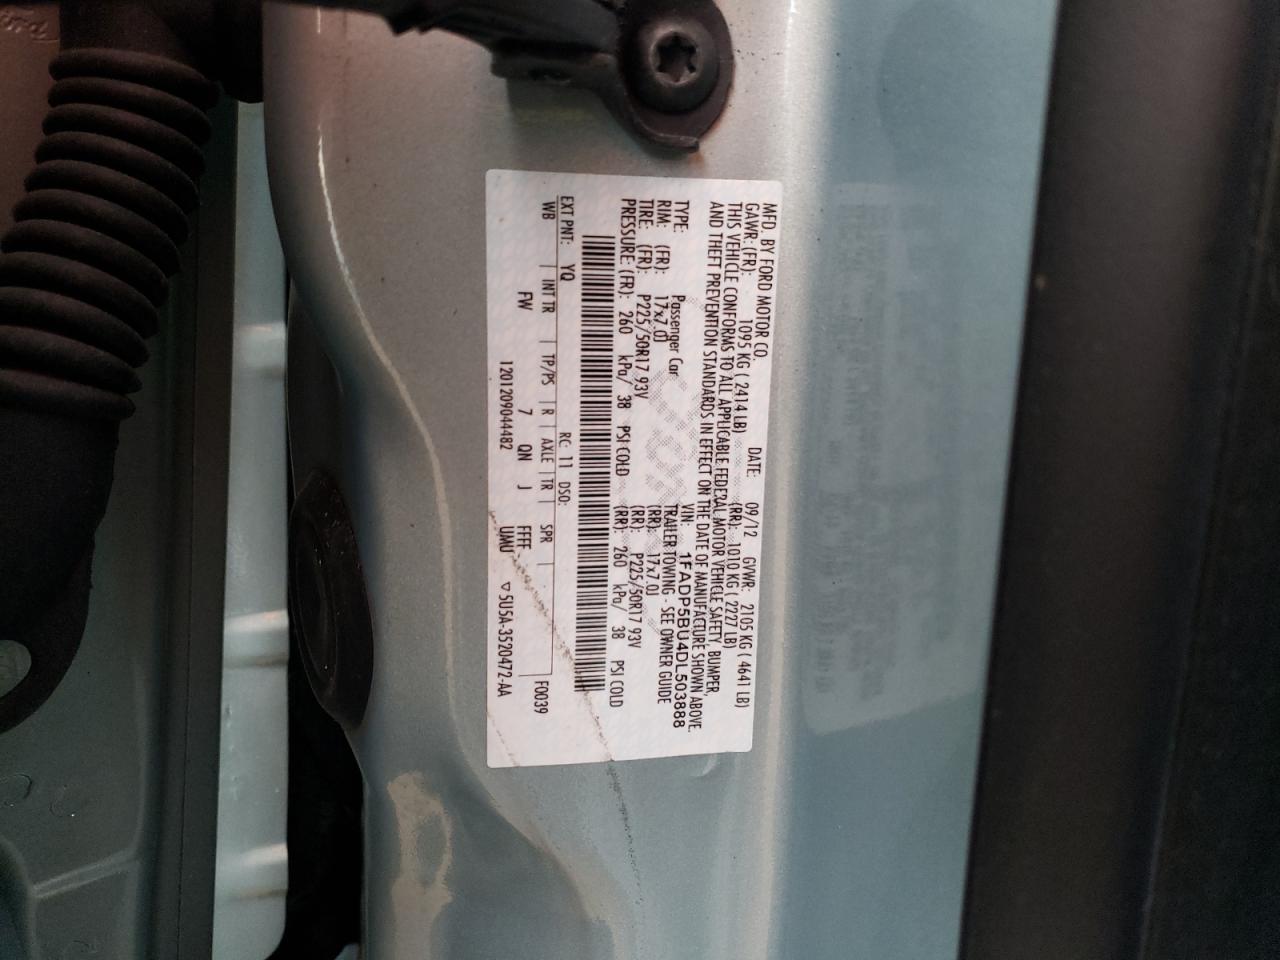 MFD. BY FORD MOTOR CO.
DATE: 09/12 GVWR: 2105 KG ( 4641 LB)
GAWR: (FR): 1095 KG ( 2414 LB) (RR): 1010 KG ( 2227 LB)
THIS VEHICLE CONFORMS TO ALL APPLICABLE FEDERAL MOTOR VEHICLE SAFETY, BUMPER,
AND THEFT PREVENTION STANDARDS IN EFFECT ON THE DATE OF MANUFACTURE SHOWN ABOVE.
VIN: 1FADP5BU4DL503888
TYPE: Passenger Car TRAILER TOWING - SEE OWNER GUIDE
RIM: (FR): 17x7.0J (RR): 17x7.0J
TIRE: (FR): P225/50R17 93V (RR): P225/50R17 93V
PRESSURE (FR): 260 kPa/ 38 PSI COLD (RR): 260 kPa/ 38 PSI COLD
EXT PNT: YQ RC: 11 DSO: F0039
WB INT TR TP/PS R AXLE TR SPR
FW 7 QN J FFFF
1201209044482 UMU ▽5U5A-3520472-AA